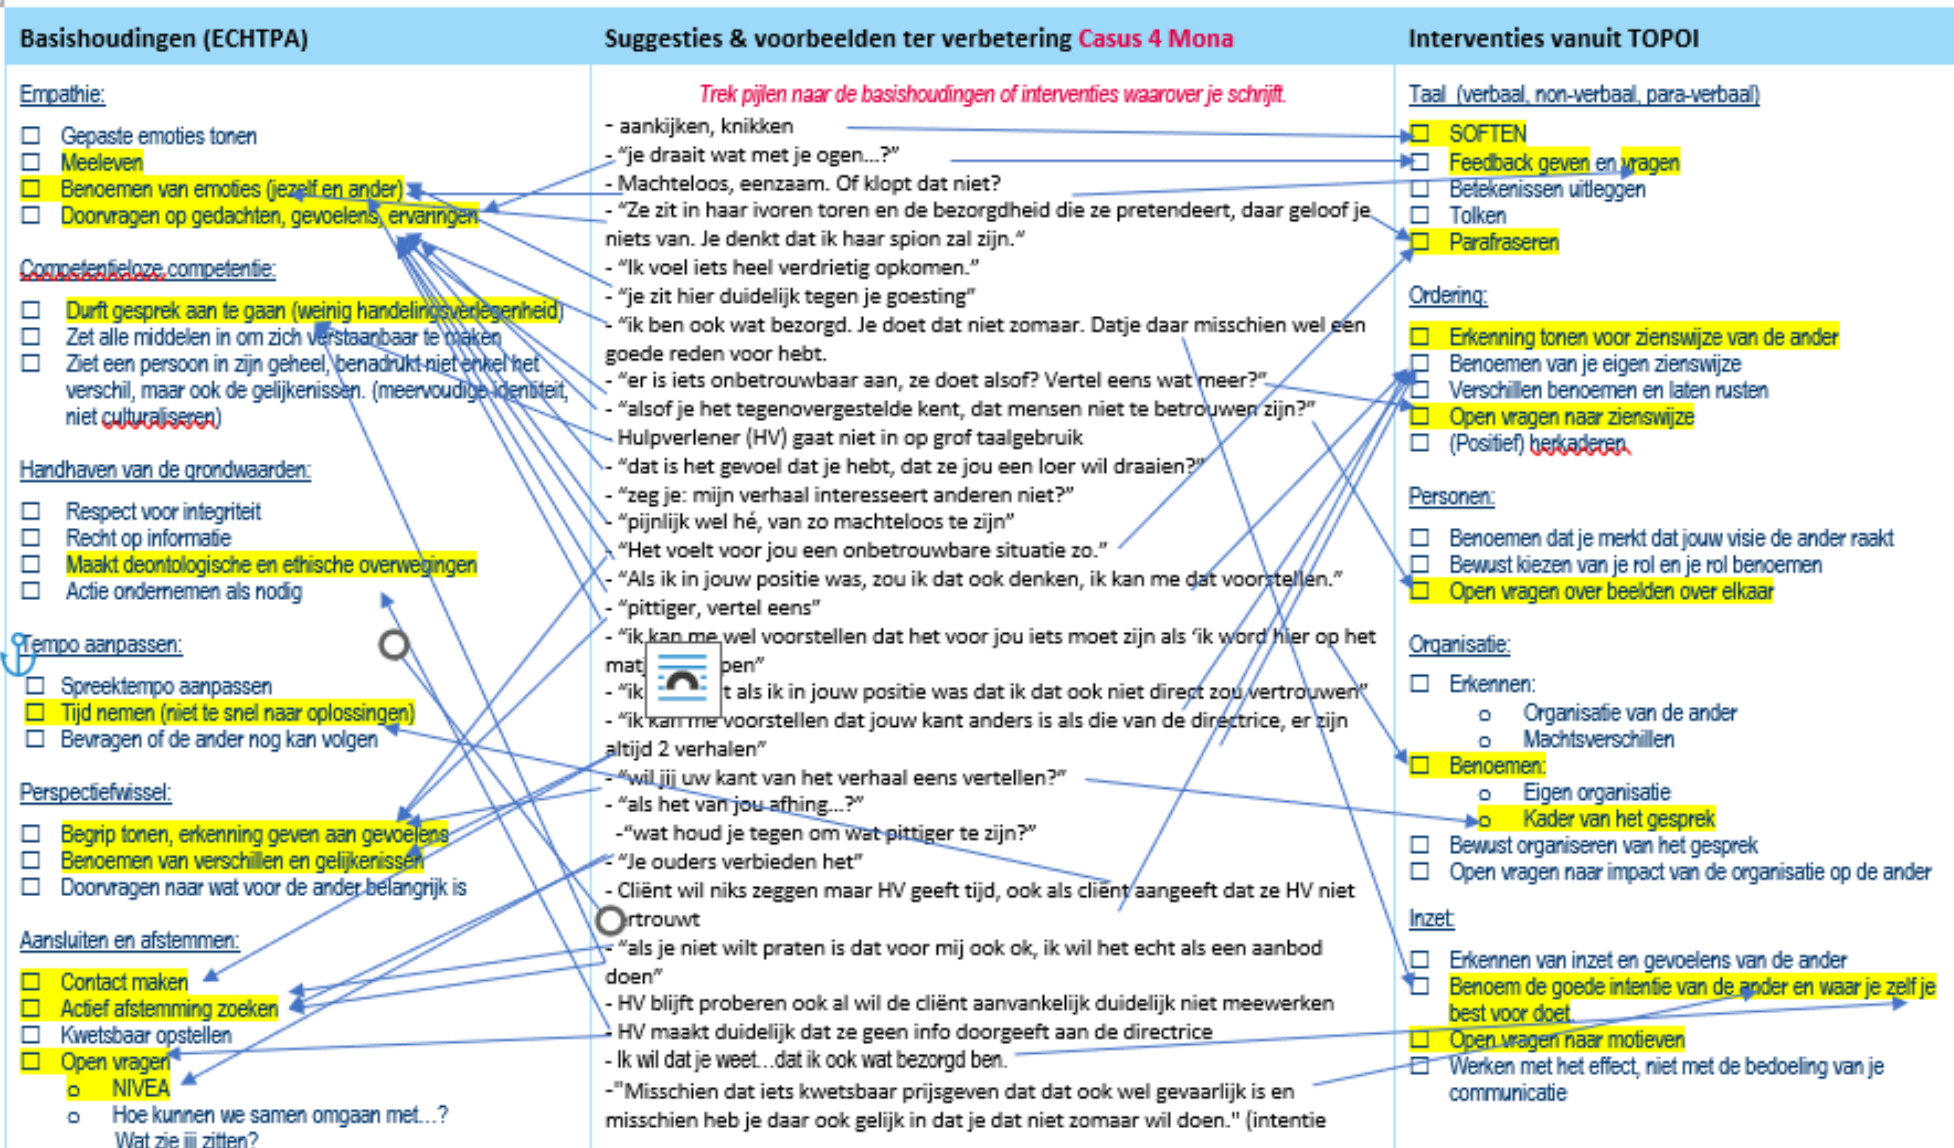 Basishoudingen (ECHTPA)
Empathie:
Gepaste emoties tonen
Meeleven
Benoemen van emoties (jezelf en ander)
Doorvragen op gedachten, gevoelens, ervaringen
Competentieloze competentie:
Durft gesprek aan te gaan (weinig handelingsverlegenheid)
Zet alle middelen in om zich verstaanbaar te maken
Ziet een persoon in zijn geheel, benadrukt niet enkel het
verschil, maar ook de gelijkenissen. (meervoudige identiteit,
niet culturaliseren)
Handhaven van de grondwaarden:
Respect voor integriteit
Recht op informatie
Maakt deontologische en ethische overwegingen
Actie ondernemen als nodig
Tempo aanpassen:
Spreektempo aanpassen
Tijd nemen (niet te snel naar oplossingen)
Bevragen of de ander nog kan volgen
Perspectiefwissel:
Begrip tonen, erkenning geven aan gevoelens
Benoemen van verschillen en gelijkenissen
Doorvragen naar wat voor de ander belangrijk is
Aansluiten en afstemmen:
Contact maken
Actief afstemming zoeken
Kwetsbaar opstellen
Open vragen
o NIVEA
o Hoe kunnen we samen omgaan met…?
Wat zie jij zitten?
Suggesties & voorbeelden ter verbetering Casus 4 Mona
Trek pijlen naar de basishoudingen of interventies waarover je schrijft.
- aankijken, knikken
- “je draait wat met je ogen…?”
- Machteloos, eenzaam. Of klopt dat niet?
- “Ze zit in haar ivoren toren en de bezorgdheid die ze pretendeert, daar geloof je
niets van. Je denkt dat ik haar spion zal zijn.“
- “Ik voel iets heel verdrietig opkomen.”
- “je zit hier duidelijk tegen je goesting”
- “ik ben ook wat bezorgd. Je doet dat niet zomaar. Datje daar misschien wel een
goede reden voor hebt.
- “er is iets onbetrouwbaar aan, ze doet alsof? Vertel eens wat meer?”
- “alsof je het tegenovergestelde kent, dat mensen niet te betrouwen zijn?”
- Hulpverlener (HV) gaat niet in op grof taalgebruik
- “dat is het gevoel dat je hebt, dat ze jou een loer wil draaien?”
- “zeg je: mijn verhaal interesseert anderen niet?”
- “pijnlijk wel hé, van zo machteloos te zijn”
- “Het voelt voor jou een onbetrouwbare situatie zo.”
- “Als ik in jouw positie was, zou ik dat ook denken, ik kan me dat voorstellen.”
- “pittiger, vertel eens”
- “ik kan me wel voorstellen dat het voor jou iets moet zijn als ‘ik word hier op het
mat pen”
- “ik t als ik in jouw positie was dat ik dat ook niet direct zou vertrouwen”
- “ik kan me voorstellen dat jouw kant anders is als die van de directrice, er zijn
altijd 2 verhalen”
- “wil jij uw kant van het verhaal eens vertellen?”
- “als het van jou afhing…?”
-“wat houd je tegen om wat pittiger te zijn?”
- “Je ouders verbieden het”
- Cliënt wil niks zeggen maar HV geeft tijd, ook als cliënt aangeeft dat ze HV niet
ertrouwt
- “als je niet wilt praten is dat voor mij ook ok, ik wil het echt als een aanbod
doen”
- HV blijft proberen ook al wil de cliënt aanvankelijk duidelijk niet meewerken
- HV maakt duidelijk dat ze geen info doorgeeft aan de directrice
- Ik wil dat je weet…dat ik ook wat bezorgd ben.
-"Misschien dat iets kwetsbaar prijsgeven dat dat ook wel gevaarlijk is en
misschien heb je daar ook gelijk in dat je dat niet zomaar wil doen." (intentie
Interventies vanuit TOPOI
Taal (verbaal, non-verbaal, para-verbaal)
SOFTEN
Feedback geven en vragen
Betekenissen uitleggen
Tolken
Parafraseren
Ordering:
Erkenning tonen voor zienswijze van de ander
Benoemen van je eigen zienswijze
Verschillen benoemen en laten rusten
Open vragen naar zienswijze
(Positief) herkaderen
Personen:
Benoemen dat je merkt dat jouw visie de ander raakt
Bewust kiezen van je rol en je rol benoemen
Open vragen over beelden over elkaar
Organisatie:
Erkennen:
o Organisatie van de ander
o Machtsverschillen
Benoemen:
o Eigen organisatie
o Kader van het gesprek
Bewust organiseren van het gesprek
Open vragen naar impact van de organisatie op de ander
Inzet:
Erkennen van inzet en gevoelens van de ander
Benoem de goede intentie van de ander en waar je zelf je
best voor doet.
Open vragen naar motieven
Werken met het effect, niet met de bedoeling van je
communicatie